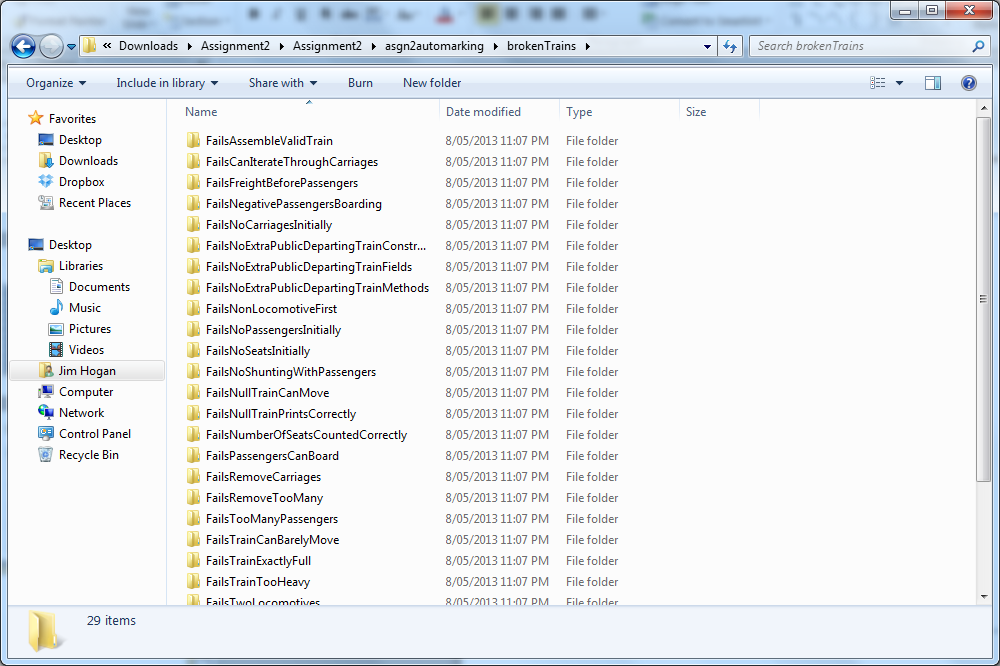 « Downloads ▸ Assignment2 ▸ Assignment2 ▸ asgn2automarking ▸ brokenTrains ▸ Search brokenTrains
Organize Include in library Share with Burn New folder
Favorites
Desktop
Downloads
Dropbox
Recent Places
Desktop
Libraries
Documents
Music
Pictures
Videos
Jim Hogan
Computer
Network
Control Panel
Recycle Bin
Name Date modified Type Size
FailsAssembleValidTrain 8/05/2013 11:07 PM File folder
FailsCanIterateThroughCarriages 8/05/2013 11:07 PM File folder
FailsFreightBeforePassengers 8/05/2013 11:07 PM File folder
FailsNegativePassengersBoarding 8/05/2013 11:07 PM File folder
FailsNoCarriagesInitially 8/05/2013 11:07 PM File folder
FailsNoExtraPublicDepartingTrainConstr... 8/05/2013 11:07 PM File folder
FailsNoExtraPublicDepartingTrainFields 8/05/2013 11:07 PM File folder
FailsNoExtraPublicDepartingTrainMethods 8/05/2013 11:07 PM File folder
FailsNonLocomotiveFirst 8/05/2013 11:07 PM File folder
FailsNoPassengersInitially 8/05/2013 11:07 PM File folder
FailsNoSeatsInitially 8/05/2013 11:07 PM File folder
FailsNoShuntingWithPassengers 8/05/2013 11:07 PM File folder
FailsNullTrainCanMove 8/05/2013 11:07 PM File folder
FailsNullTrainPrintsCorrectly 8/05/2013 11:07 PM File folder
FailsNumberOfSeatsCountedCorrectly 8/05/2013 11:07 PM File folder
FailsPassengersCanBoard 8/05/2013 11:07 PM File folder
FailsRemoveCarriages 8/05/2013 11:07 PM File folder
FailsRemoveTooMany 8/05/2013 11:07 PM File folder
FailsTooManyPassengers 8/05/2013 11:07 PM File folder
FailsTrainCanBarelyMove 8/05/2013 11:07 PM File folder
FailsTrainExactlyFull 8/05/2013 11:07 PM File folder
FailsTrainTooHeavy 8/05/2013 11:07 PM File folder
FailsTwoLocomotives 8/05/2013 11:07 PM File folder
29 items